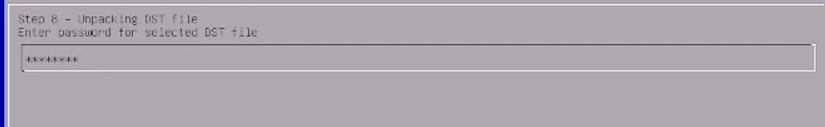 Step 8 - Unpacking DST file
Enter password for selected DST file
********